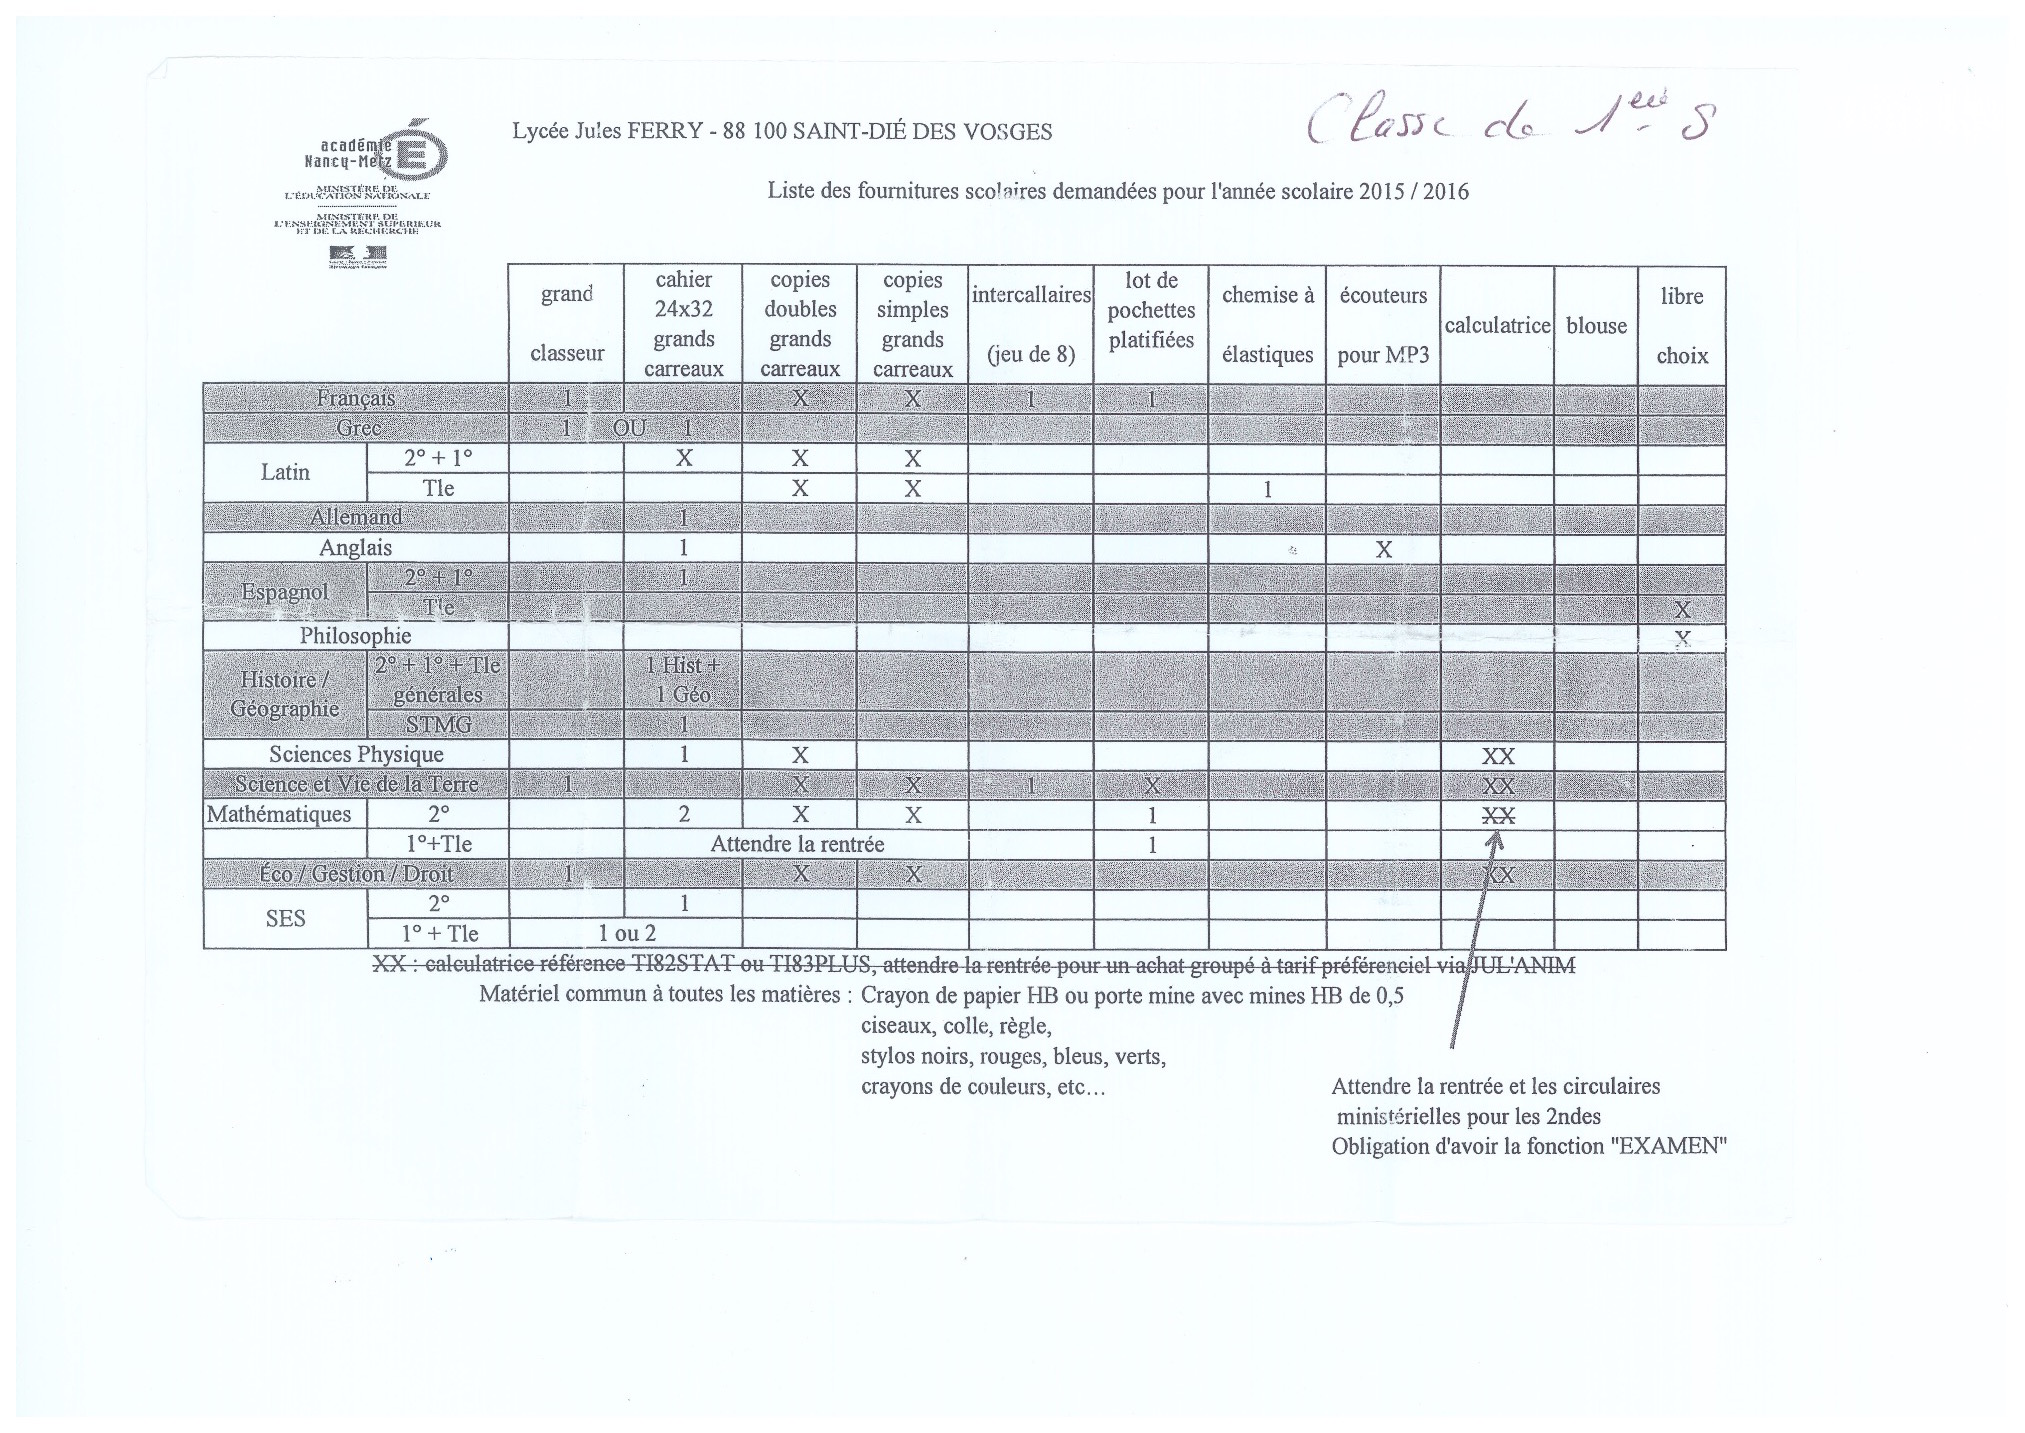 Classe de 1ere S
académie
Nancy-Metz
MINISTÈRE DE
L'ÉDUCATION NATIONALE
MINISTÈRE DE
L'ENSEIGNEMENT SUPÉRIEUR
ET DE LA RECHERCHE
Lycée Jules FERRY - 88 100 SAINT-DIÉ DES VOSGES
Liste des fournitures scolaires demandées pour l'année scolaire 2015 / 2016
grand classeur | cahier 24x32 grands carreaux | copies doubles grands carreaux | copies simples grands carreaux | intercallaires (jeu de 8) | lot de pochettes platifiées | chemise à élastiques | écouteurs pour MP3 | calculatrice | blouse | libre choix
Français 1 X X 1 1
Grec 1 OU 1
Latin 2° + 1° X X X
Tle X X 1
Allemand 1
Anglais 1 X
Espagnol 2° + 1° 1
Tle X
Philosophie X
Histoire / Géographie 2° + 1° + Tle générales 1 Hist + 1 Géo
STMG 1
Sciences Physique 1 X XX
Science et Vie de la Terre 1 X X 1 X XX
Mathématiques 2° 2 X X 1 XX
1°+Tle Attendre la rentrée 1
Éco / Gestion / Droit 1 X X XX
SES 2° 1
1° + Tle 1 ou 2
XX : calculatrice référence TI82STAT ou TI83PLUS, attendre la rentrée pour un achat groupé à tarif préférenciel via JUL'ANIM
Matériel commun à toutes les matières : Crayon de papier HB ou porte mine avec mines HB de 0,5
ciseaux, colle, règle,
stylos noirs, rouges, bleus, verts,
crayons de couleurs, etc...
Attendre la rentrée et les circulaires
ministérielles pour les 2ndes
Obligation d'avoir la fonction "EXAMEN"